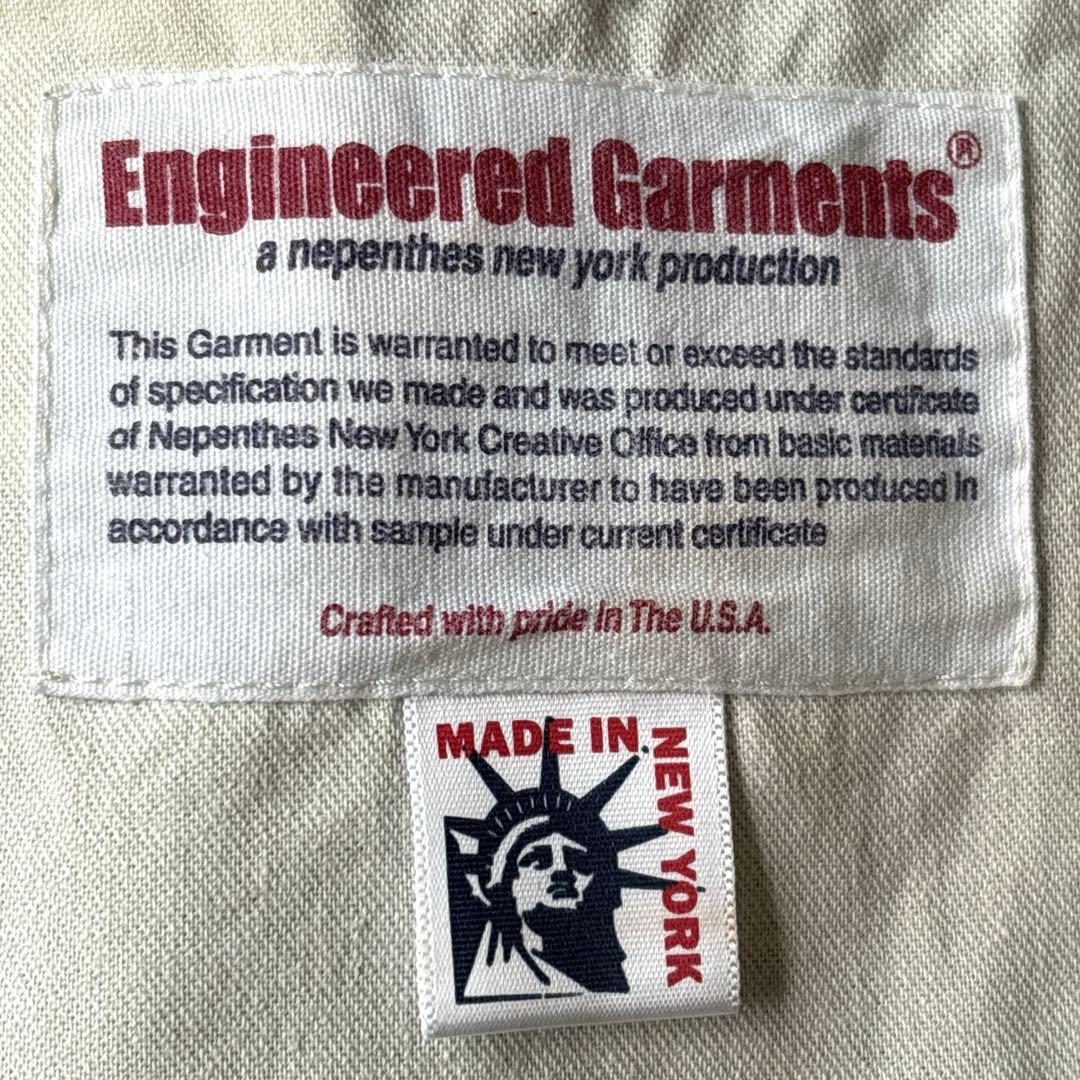 Engineered Garments®
a nepenthes new york production
This Garment is warranted to meet or exceed the standards
of specification we made and was produced under certificate
of Nepenthes New York Creative Office from basic materials
warranted by the manufacturer to have been produced in
accordance with sample under current certificate
Crafted with pride in The U.S.A.
MADE IN
NEW YORK